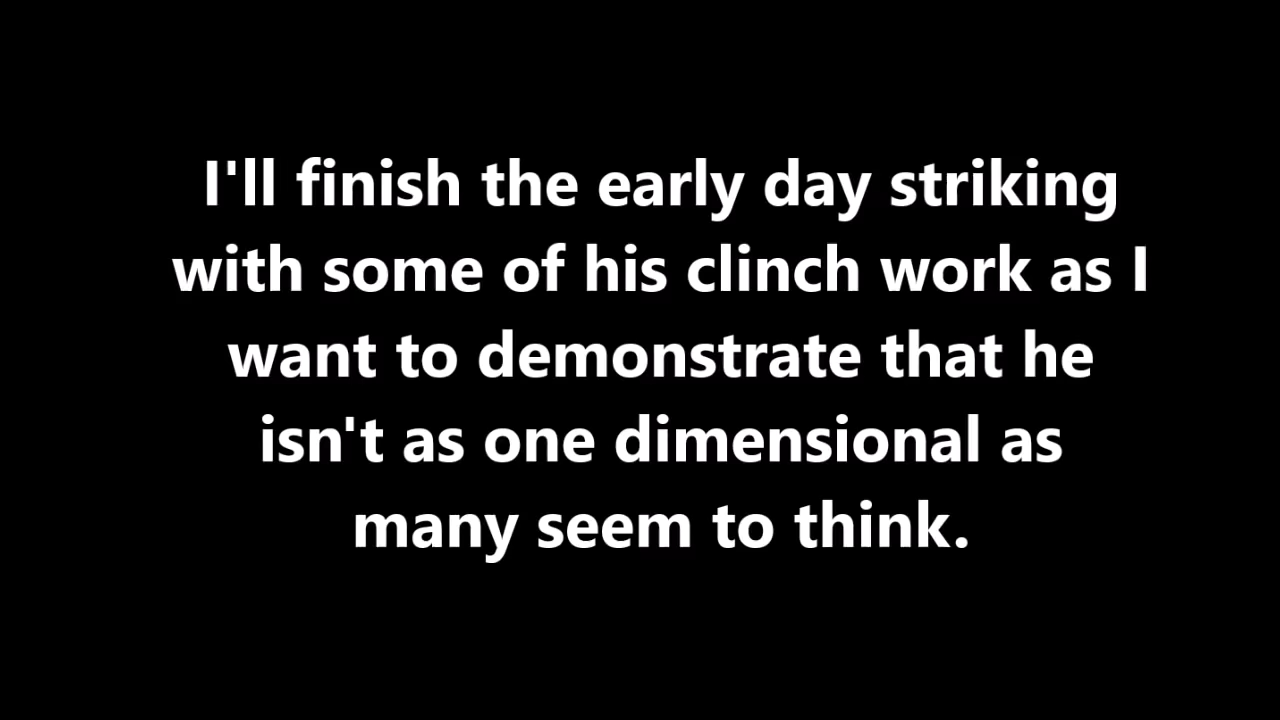 I'll finish the early day striking
with some of his clinch work as I
want to demonstrate that he
isn't as one dimensional as
many seem to think.